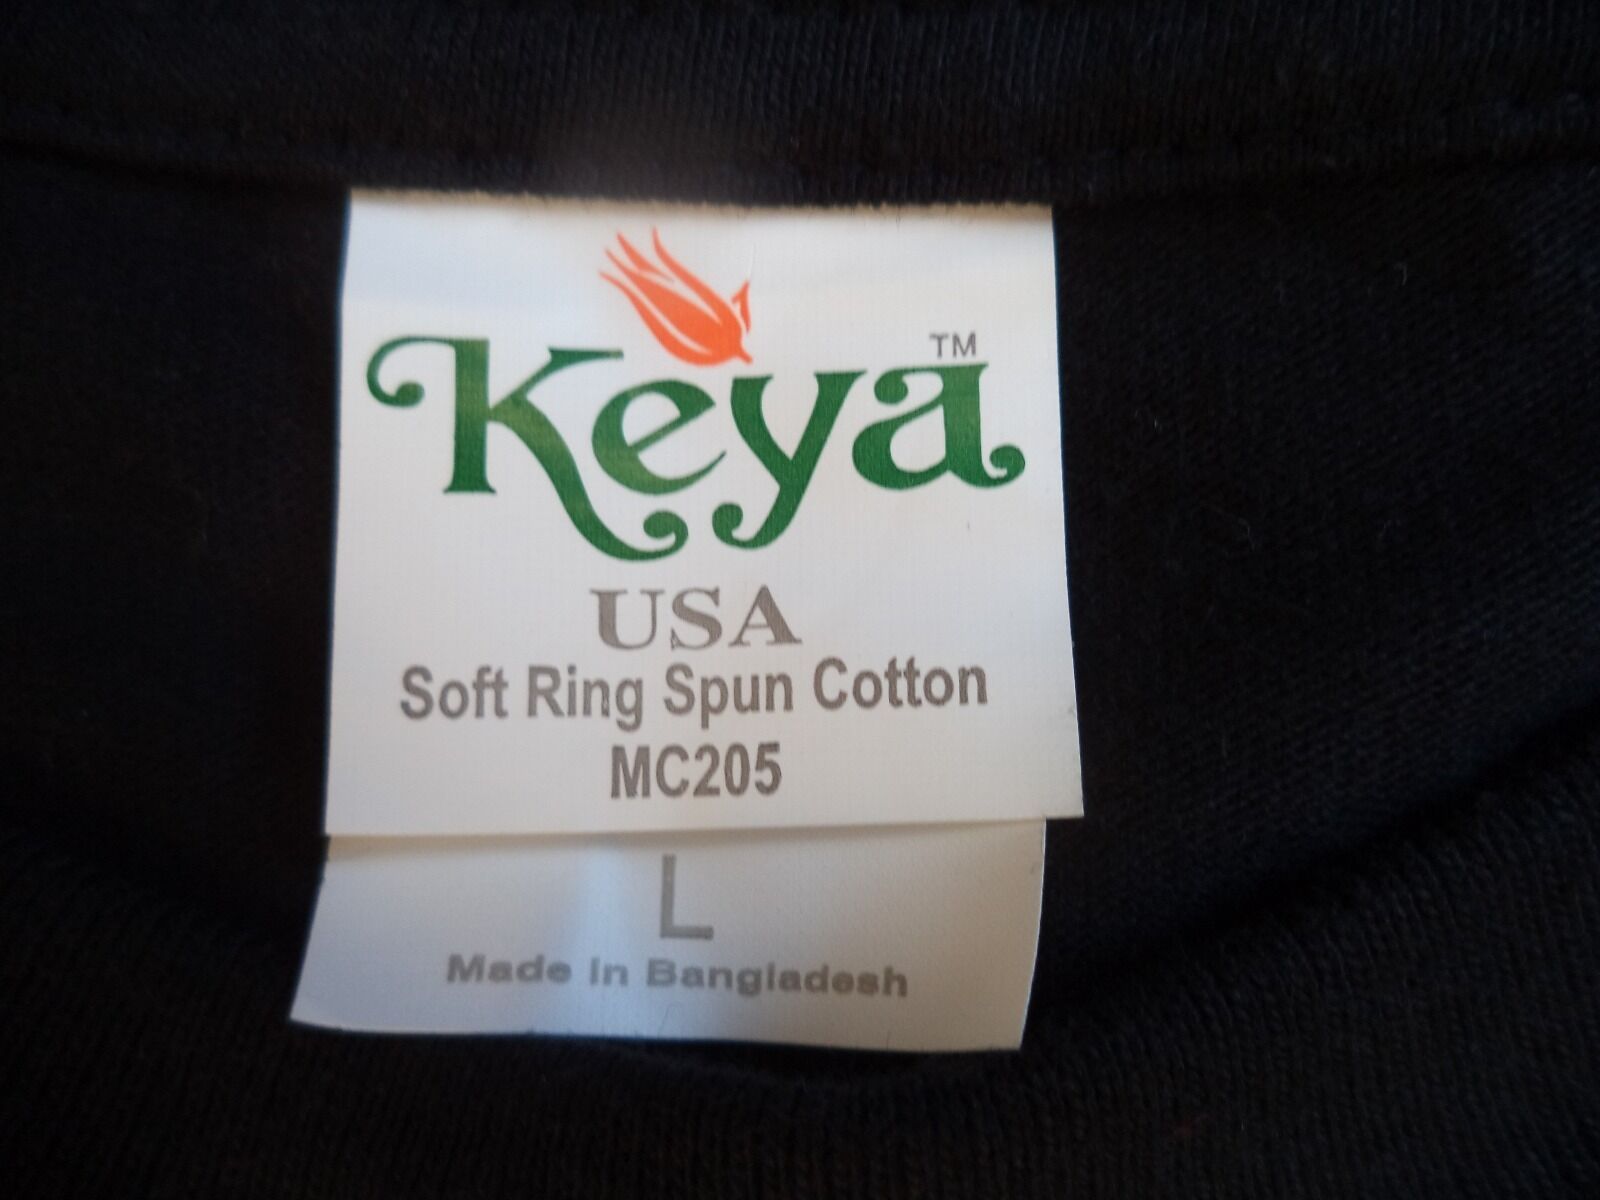 Keya™
USA
Soft Ring Spun Cotton
MC205
L
Made In Bangladesh